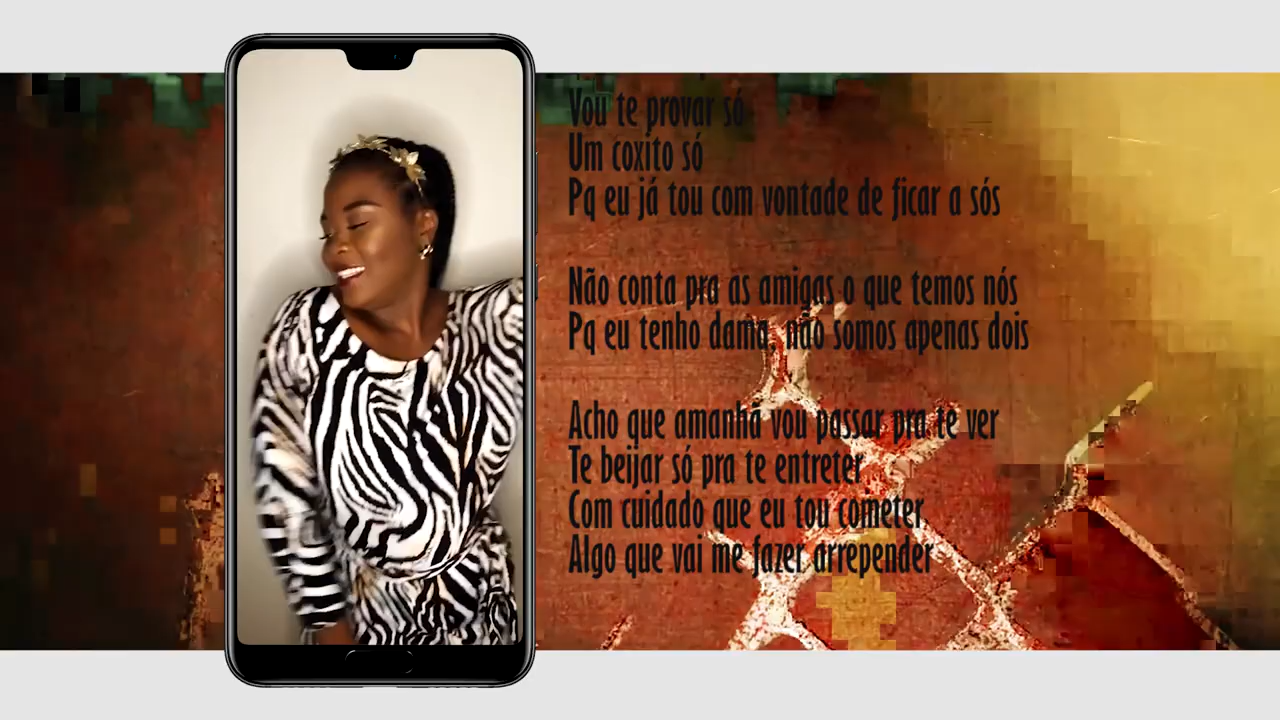 Vou te provar só
Um coxito só
Pq eu já tou com vontade de ficar a sós
Não conta pra as amigas o que temos nós
Pq eu tenho dama, não somos apenas dois
Acho que amanhã vou passar pra te ver
Te beijar só pra te entreter
Com cuidado que eu tou cometer
Algo que vai me fazer arrepender